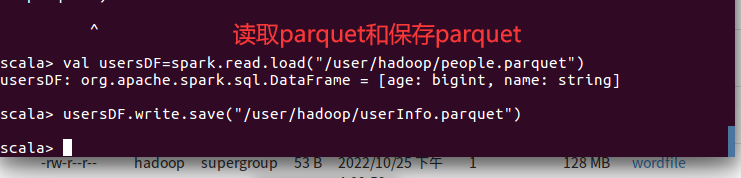 ^
读取parquet和保存parquet
scala> val usersDF=spark.read.load("/user/hadoop/people.parquet")
usersDF: org.apache.spark.sql.DataFrame = [age: bigint, name: string]
scala> usersDF.write.save("/user/hadoop/userInfo.parquet")
scala>
-rw-r--r-- hadoop supergroup 53 B 2022/10/25 下午 1 128 MB wordfile